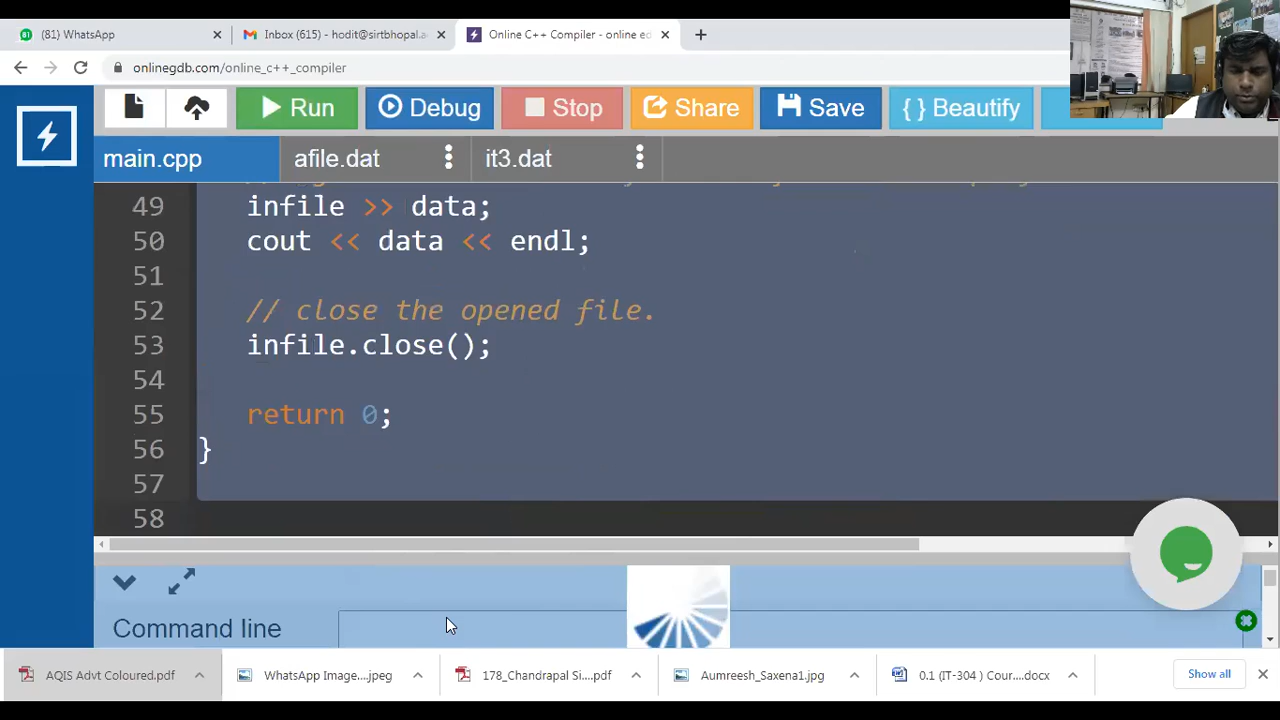 (81) WhatsApp
Inbox (615) - hodit@sirtbhopal.
Online C++ Compiler - online ed
onlinegdb.com/online_c++_compiler
Run
Debug
Stop
Share
Save
{ } Beautify
main.cpp
afile.dat
it3.dat
49 infile >> data;
50 cout << data << endl;
51
52 // close the opened file.
53 infile.close();
54
55 return 0;
56 }
57
58
Command line
AQIS Advt Coloured.pdf
WhatsApp Image....jpeg
178_Chandrapal Si....pdf
Aumreesh_Saxena1.jpg
0.1 (IT-304 ) Cour....docx
Show all